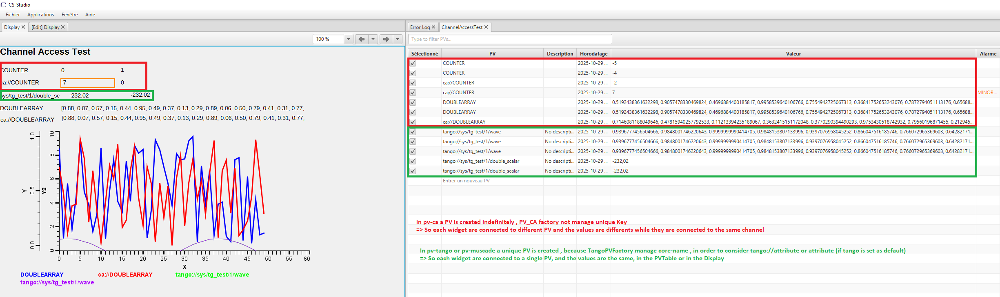 CS-Studio
Fichier Applications Fenêtre Aide
Display [Edit] Display
100 %
Channel Access Test
COUNTER 0 1
ca://COUNTER -7 0
sys/tg_test/1/double_sc -232.02 -232.02
DOUBLEARRAY [0.88, 0.07, 0.57, 0.15, 0.44, 0.95, 0.49, 0.37, 0.13, 0.29, 0.89, 0.06, 0.50, 0.79, 0.41, 0.31, 0.77,
ca://DOUBLEARRAY [0.88, 0.07, 0.57, 0.15, 0.44, 0.95, 0.49, 0.37, 0.13, 0.29, 0.89, 0.06, 0.50, 0.79, 0.41, 0.31, 0.77,
1.0 10
8
6
Y 0.5 Y2
4
2
0.0 0
0 5 10 15 20 25 30 35 40 45 50 55 60
X
DOUBLEARRAY ca://DOUBLEARRAY tango://sys/tg_test/1/wave
tango://sys/tg_test/1/wave
Error Log ChannelAccessTest
Type to filter PVs...
Sélectionné PV Description Horodatage Valeur Alarme
COUNTER 2025-10-29 ... -5
COUNTER 2025-10-29 ... -4
ca://COUNTER 2025-10-29 ... -2
ca://COUNTER 2025-10-29 ... 7 MINOR...
DOUBLEARRAY 2025-10-29 ... 0.5192438361632298, 0.9057478330469824, 0.4696884400185817, 0.9958539640106766, 0.7554942725067313, 0.36841752653243076, 0.7872794051113176, 0.65688...
DOUBLEARRAY 2025-10-29 ... 0.5192438361632298, 0.9057478330469824, 0.4696884400185817, 0.9958539640106766, 0.7554942725067313, 0.36841752653243076, 0.7872794051113176, 0.65688...
ca://DOUBLEARRAY 2025-10-29 ... 0.7146081188049646, 0.47815940257792533, 0.11213394235189067, 0.3632415151172048, 0.3770290394490293, 0.9753430518742932, 0.79560196871455, 0.212945...
tango://sys/tg_test/1/wave No descripti... 2025-10-29 ... 0.9396777456504666, 0.9848001746220643, 0.9999999990414705, 0.9848153807133996, 0.9397076958045252, 0.866047516185746, 0.766072965369603, 0.64282171...
tango://sys/tg_test/1/wave No descripti... 2025-10-29 ... 0.9396777456504666, 0.9848001746220643, 0.9999999990414705, 0.9848153807133996, 0.9397076958045252, 0.866047516185746, 0.766072965369603, 0.64282171...
tango://sys/tg_test/1/wave No descripti... 2025-10-29 ... 0.9396777456504666, 0.9848001746220643, 0.9999999990414705, 0.9848153807133996, 0.9397076958045252, 0.866047516185746, 0.766072965369603, 0.64282171...
tango://sys/tg_test/1/double_scalar No descripti... 2025-10-29 ... -232,02
tango://sys/tg_test/1/double_scalar No descripti... 2025-10-29 ... -232,02
Entrer un nouveau PV
In pv-ca a PV is created indefinitely , PV_CA factory not manage unique Key
=> So each widget are connected to different PV and the values are differents while they are connected to the same channel
In pv-tango or pv-muscade a unique PV is created , because TangoPVFactory manage core-name , in order to consider tango://attribute or attribute (if tango is set as default)
=> So each widget are connected to a single PV, and the values are the same, in the PVTable or in the Display